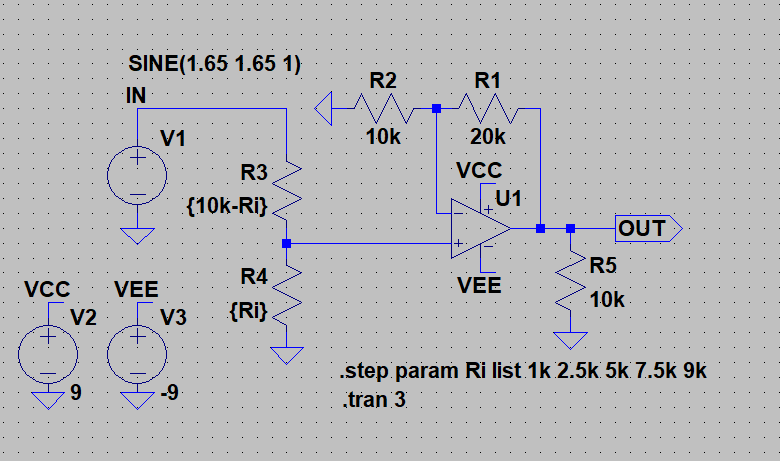 SINE(1.65 1.65 1)
IN
V1
R2
10k
R1
20k
R3
{10k-Ri}
VCC
U1
VEE
OUT
R4
{Ri}
R5
10k
VCC
V2
9
VEE
V3
-9
.step param Ri list 1k 2.5k 5k 7.5k 9k
.tran 3